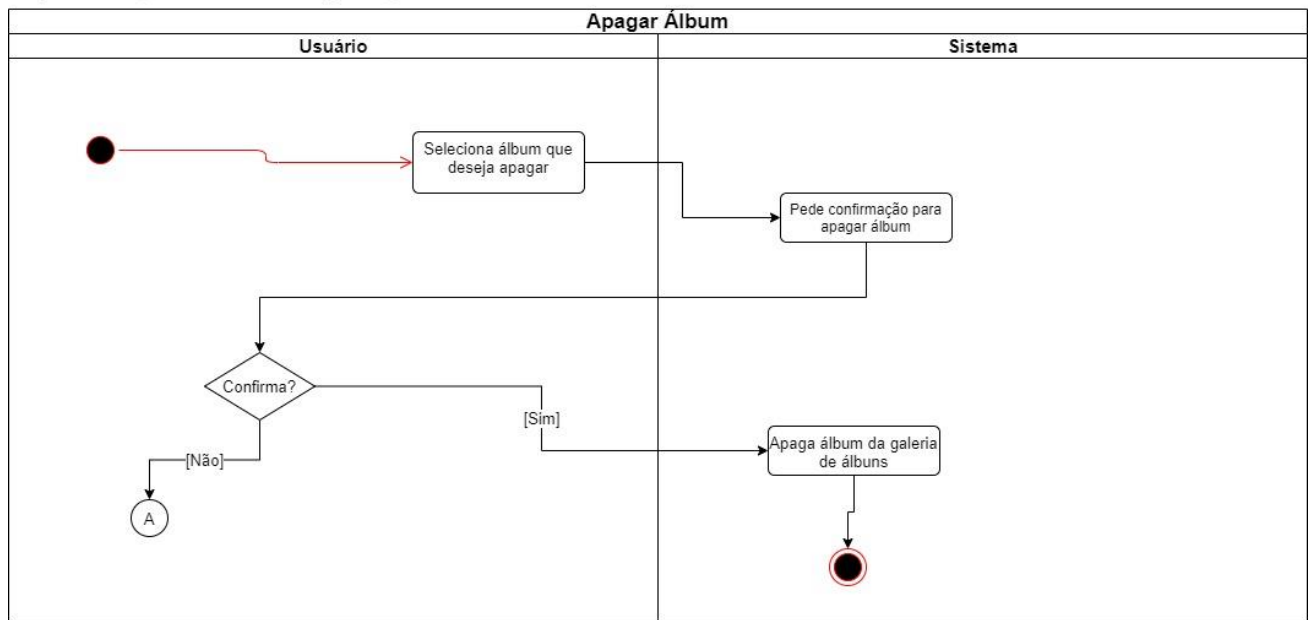 Apagar Álbum
Usuário
Sistema
Seleciona álbum que
deseja apagar
Pede confirmação para
apagar álbum
Confirma?
[Sim]
[Não]
Apaga álbum da galeria
de álbuns
A